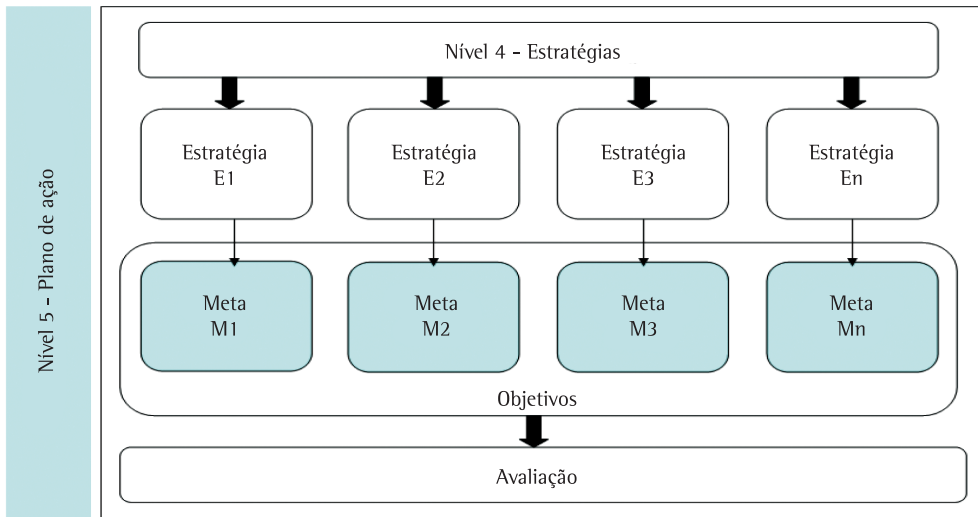 Nível 5 - Plano de ação
Nível 4 - Estratégias
Estratégia
E1
Estratégia
E2
Estratégia
E3
Estratégia
En
Meta
M1
Meta
M2
Meta
M3
Meta
Mn
Objetivos
Avaliação